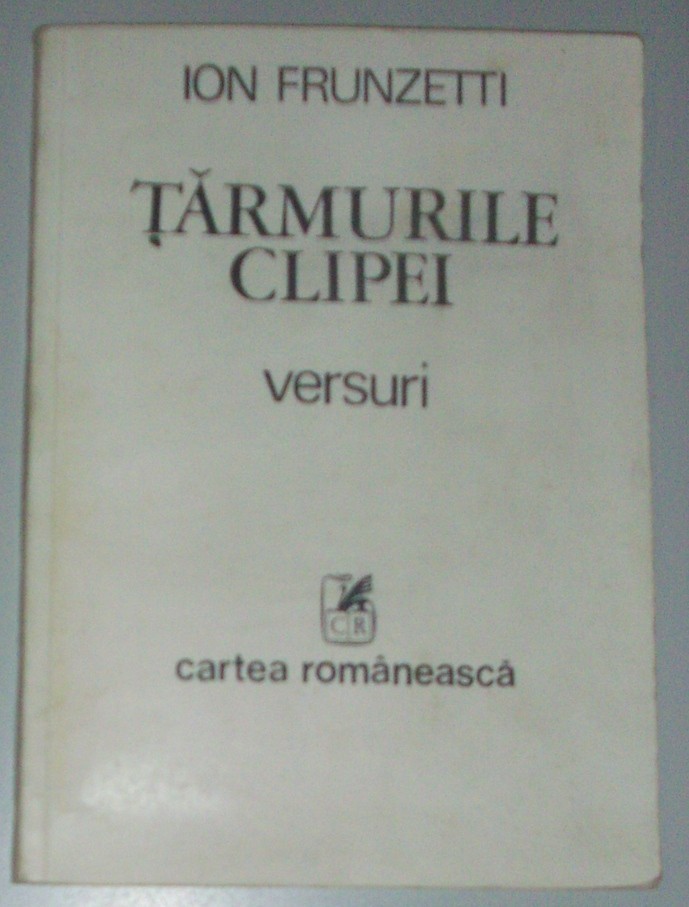 ION FRUNZETTI
ȚĂRMURILE
CLIPEI
versuri
CR
cartea românească